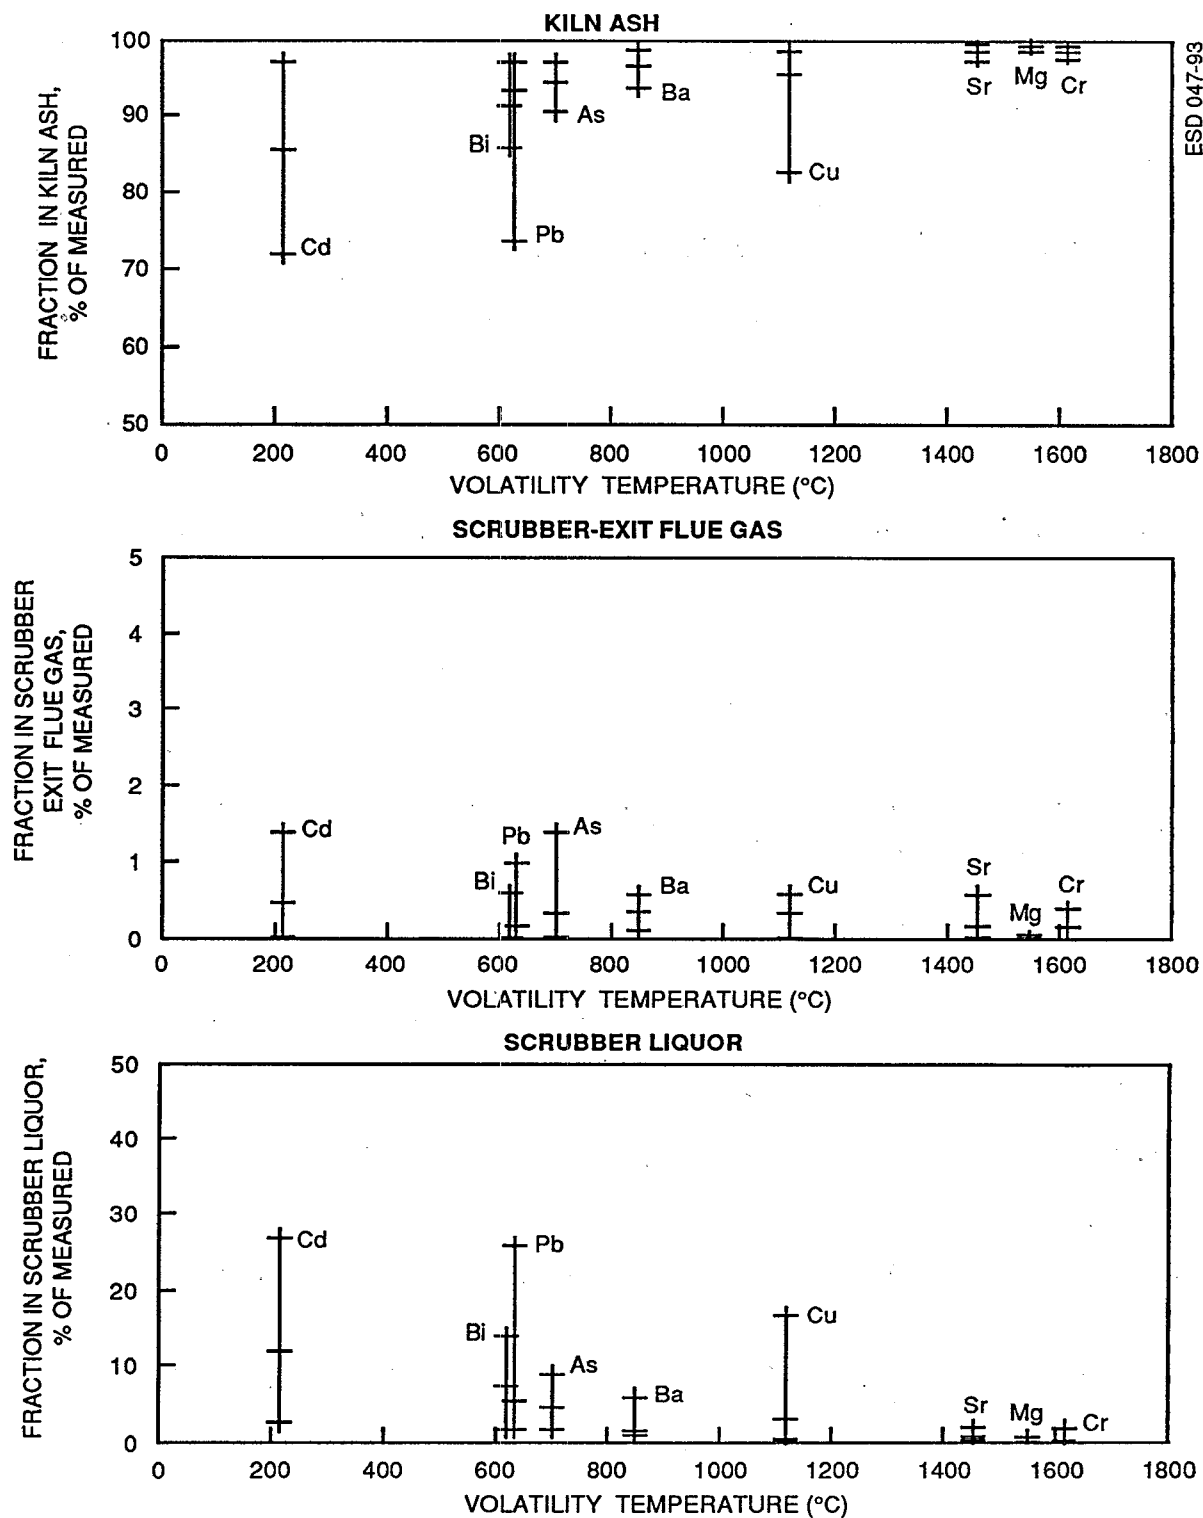 KILN ASH
ESD 047-93
FRACTION IN KILN ASH,
% OF MEASURED
100
90
80
70
60
50
Cd
Bi
Pb
As
Ba
Cu
Sr
Mg
Cr
0 200 400 600 800 1000 1200 1400 1600 1800
VOLATILITY TEMPERATURE (°C)
SCRUBBER-EXIT FLUE GAS
FRACTION IN SCRUBBER
EXIT FLUE GAS,
% OF MEASURED
5
4
3
2
1
0
Cd
Bi
Pb
As
Ba
Cu
Sr
Mg
Cr
0 200 400 600 800 1000 1200 1400 1600 1800
VOLATILITY TEMPERATURE (°C)
SCRUBBER LIQUOR
FRACTION IN SCRUBBER LIQUOR,
% OF MEASURED
50
40
30
20
10
0
Cd
Bi
Pb
As
Ba
Cu
Sr
Mg
Cr
0 200 400 600 800 1000 1200 1400 1600 1800
VOLATILITY TEMPERATURE (°C)